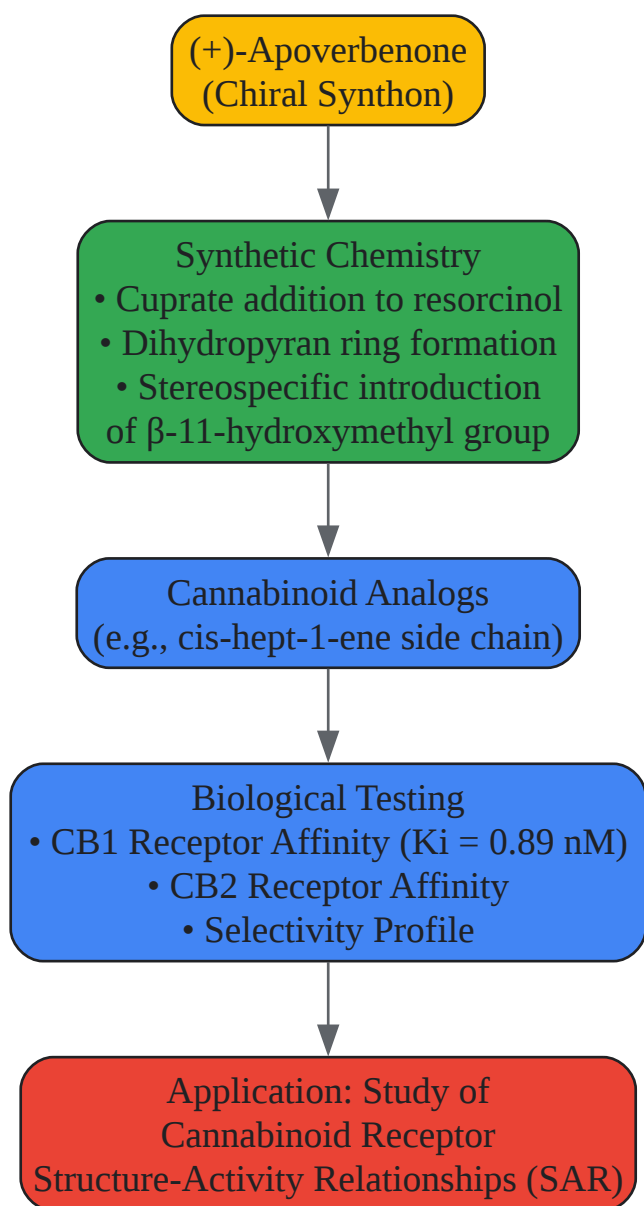 (+)-Apoverbenone
(Chiral Synthon)
Synthetic Chemistry
• Cuprate addition to resorcinol
• Dihydropyran ring formation
• Stereospecific introduction
of β-11-hydroxymethyl group
Cannabinoid Analogs
(e.g., cis-hept-1-ene side chain)
Biological Testing
• CB1 Receptor Affinity (Ki = 0.89 nM)
• CB2 Receptor Affinity
• Selectivity Profile
Application: Study of
Cannabinoid Receptor
Structure-Activity Relationships (SAR)